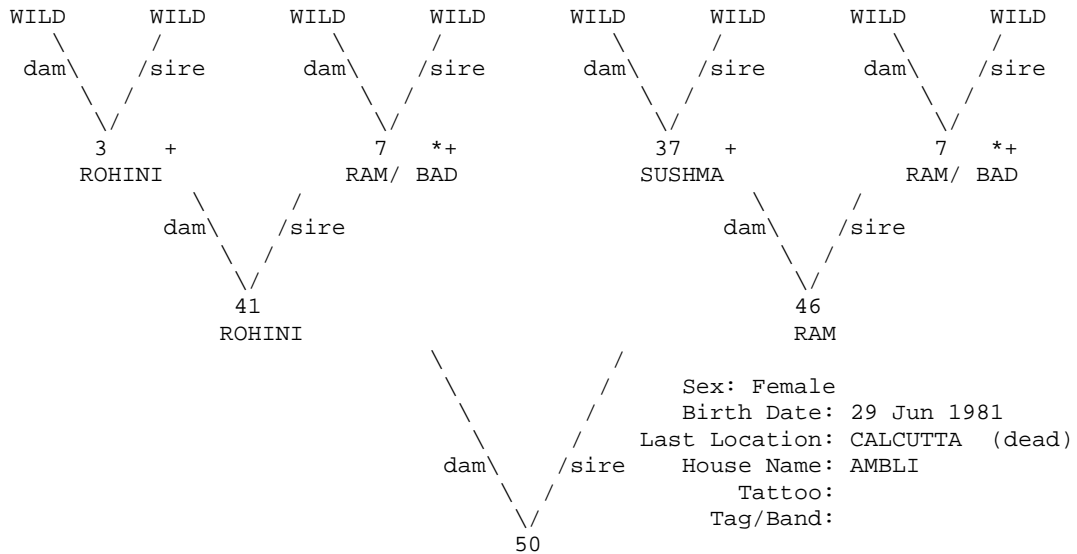 WILD WILD WILD WILD WILD WILD WILD WILD
\ / \ / \ / \ /
dam\ /sire dam\ /sire dam\ /sire dam\ /sire
\ / \ / \ / \ /
\/ \/ \/ \/
3 + 7 *+ 37 + 7 *+
ROHINI RAM/ BAD SUSHMA RAM/ BAD
\ / \ /
dam\ /sire dam\ /sire
\ / \ /
\/ \/
41 46
ROHINI RAM
\ /
\ / Sex: Female
\ / Birth Date: 29 Jun 1981
\ / Last Location: CALCUTTA (dead)
dam\ /sire House Name: AMBLI
\ / Tattoo:
\/ Tag/Band:
50